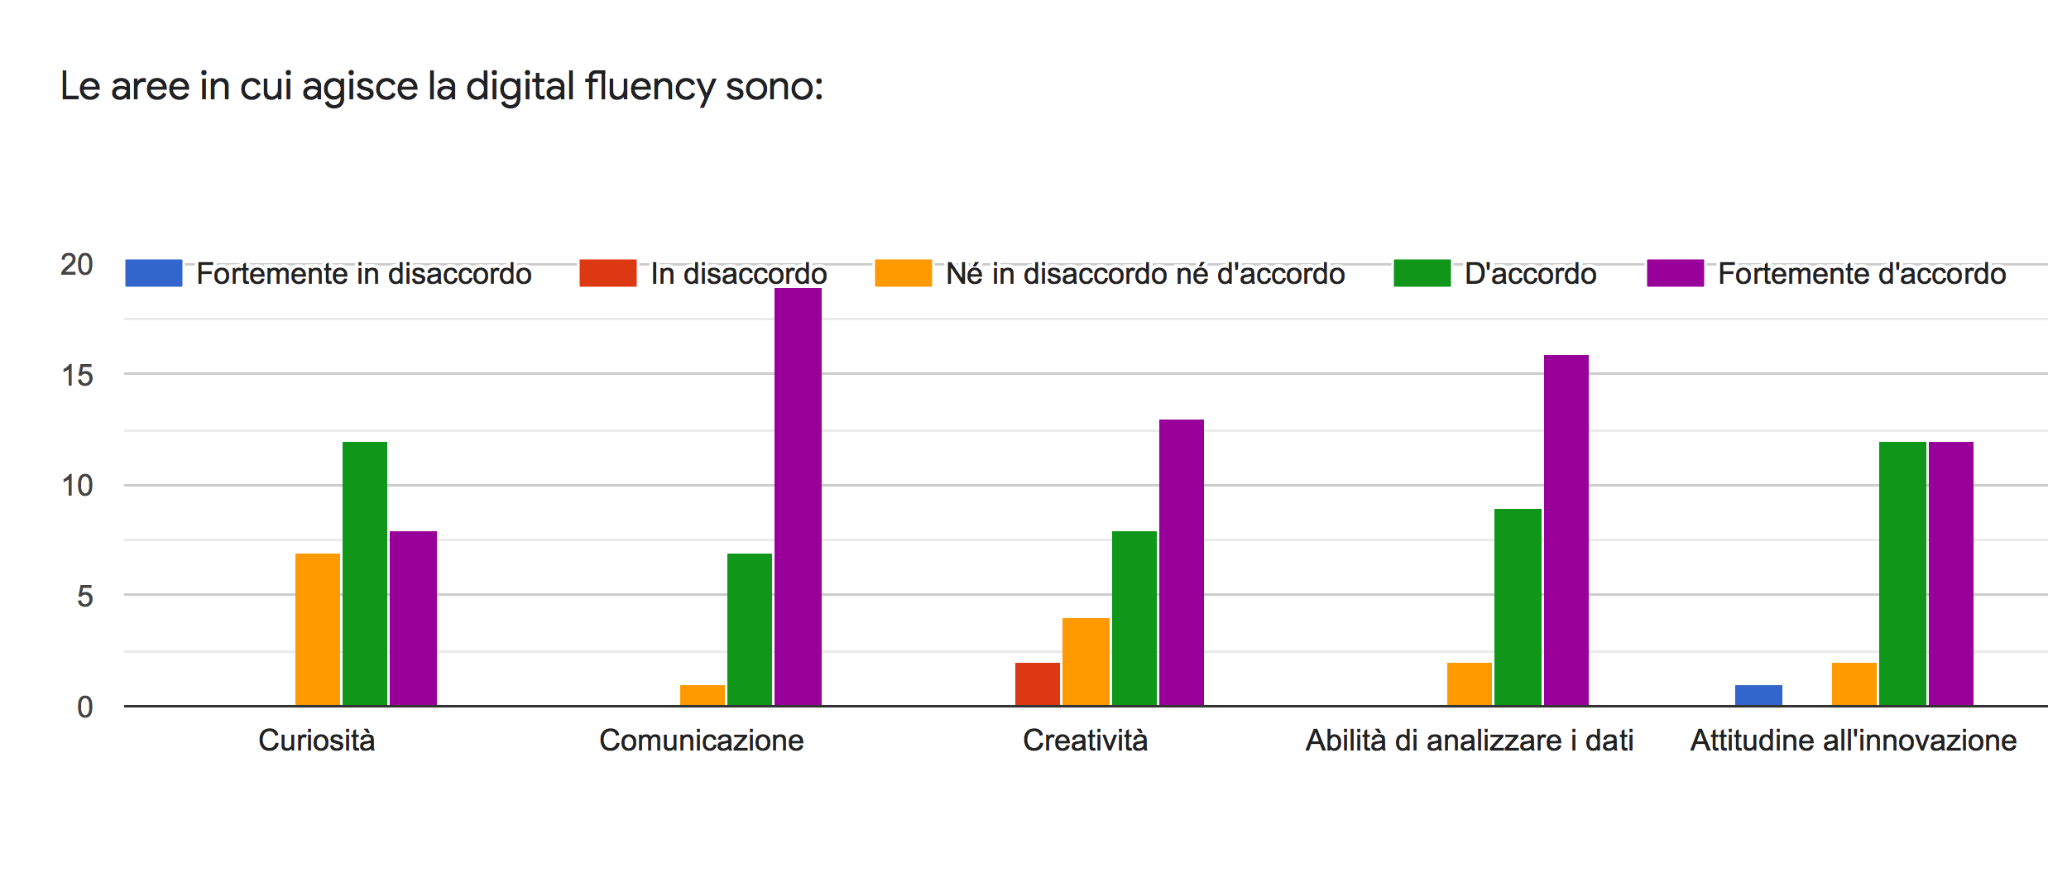 Le aree in cui agisce la digital fluency sono:
Fortemente in disaccordo In disaccordo Né in disaccordo né d'accordo D'accordo Fortemente d'accordo
20
15
10
5
0
Curiosità Comunicazione Creatività Abilità di analizzare i dati Attitudine all'innovazione